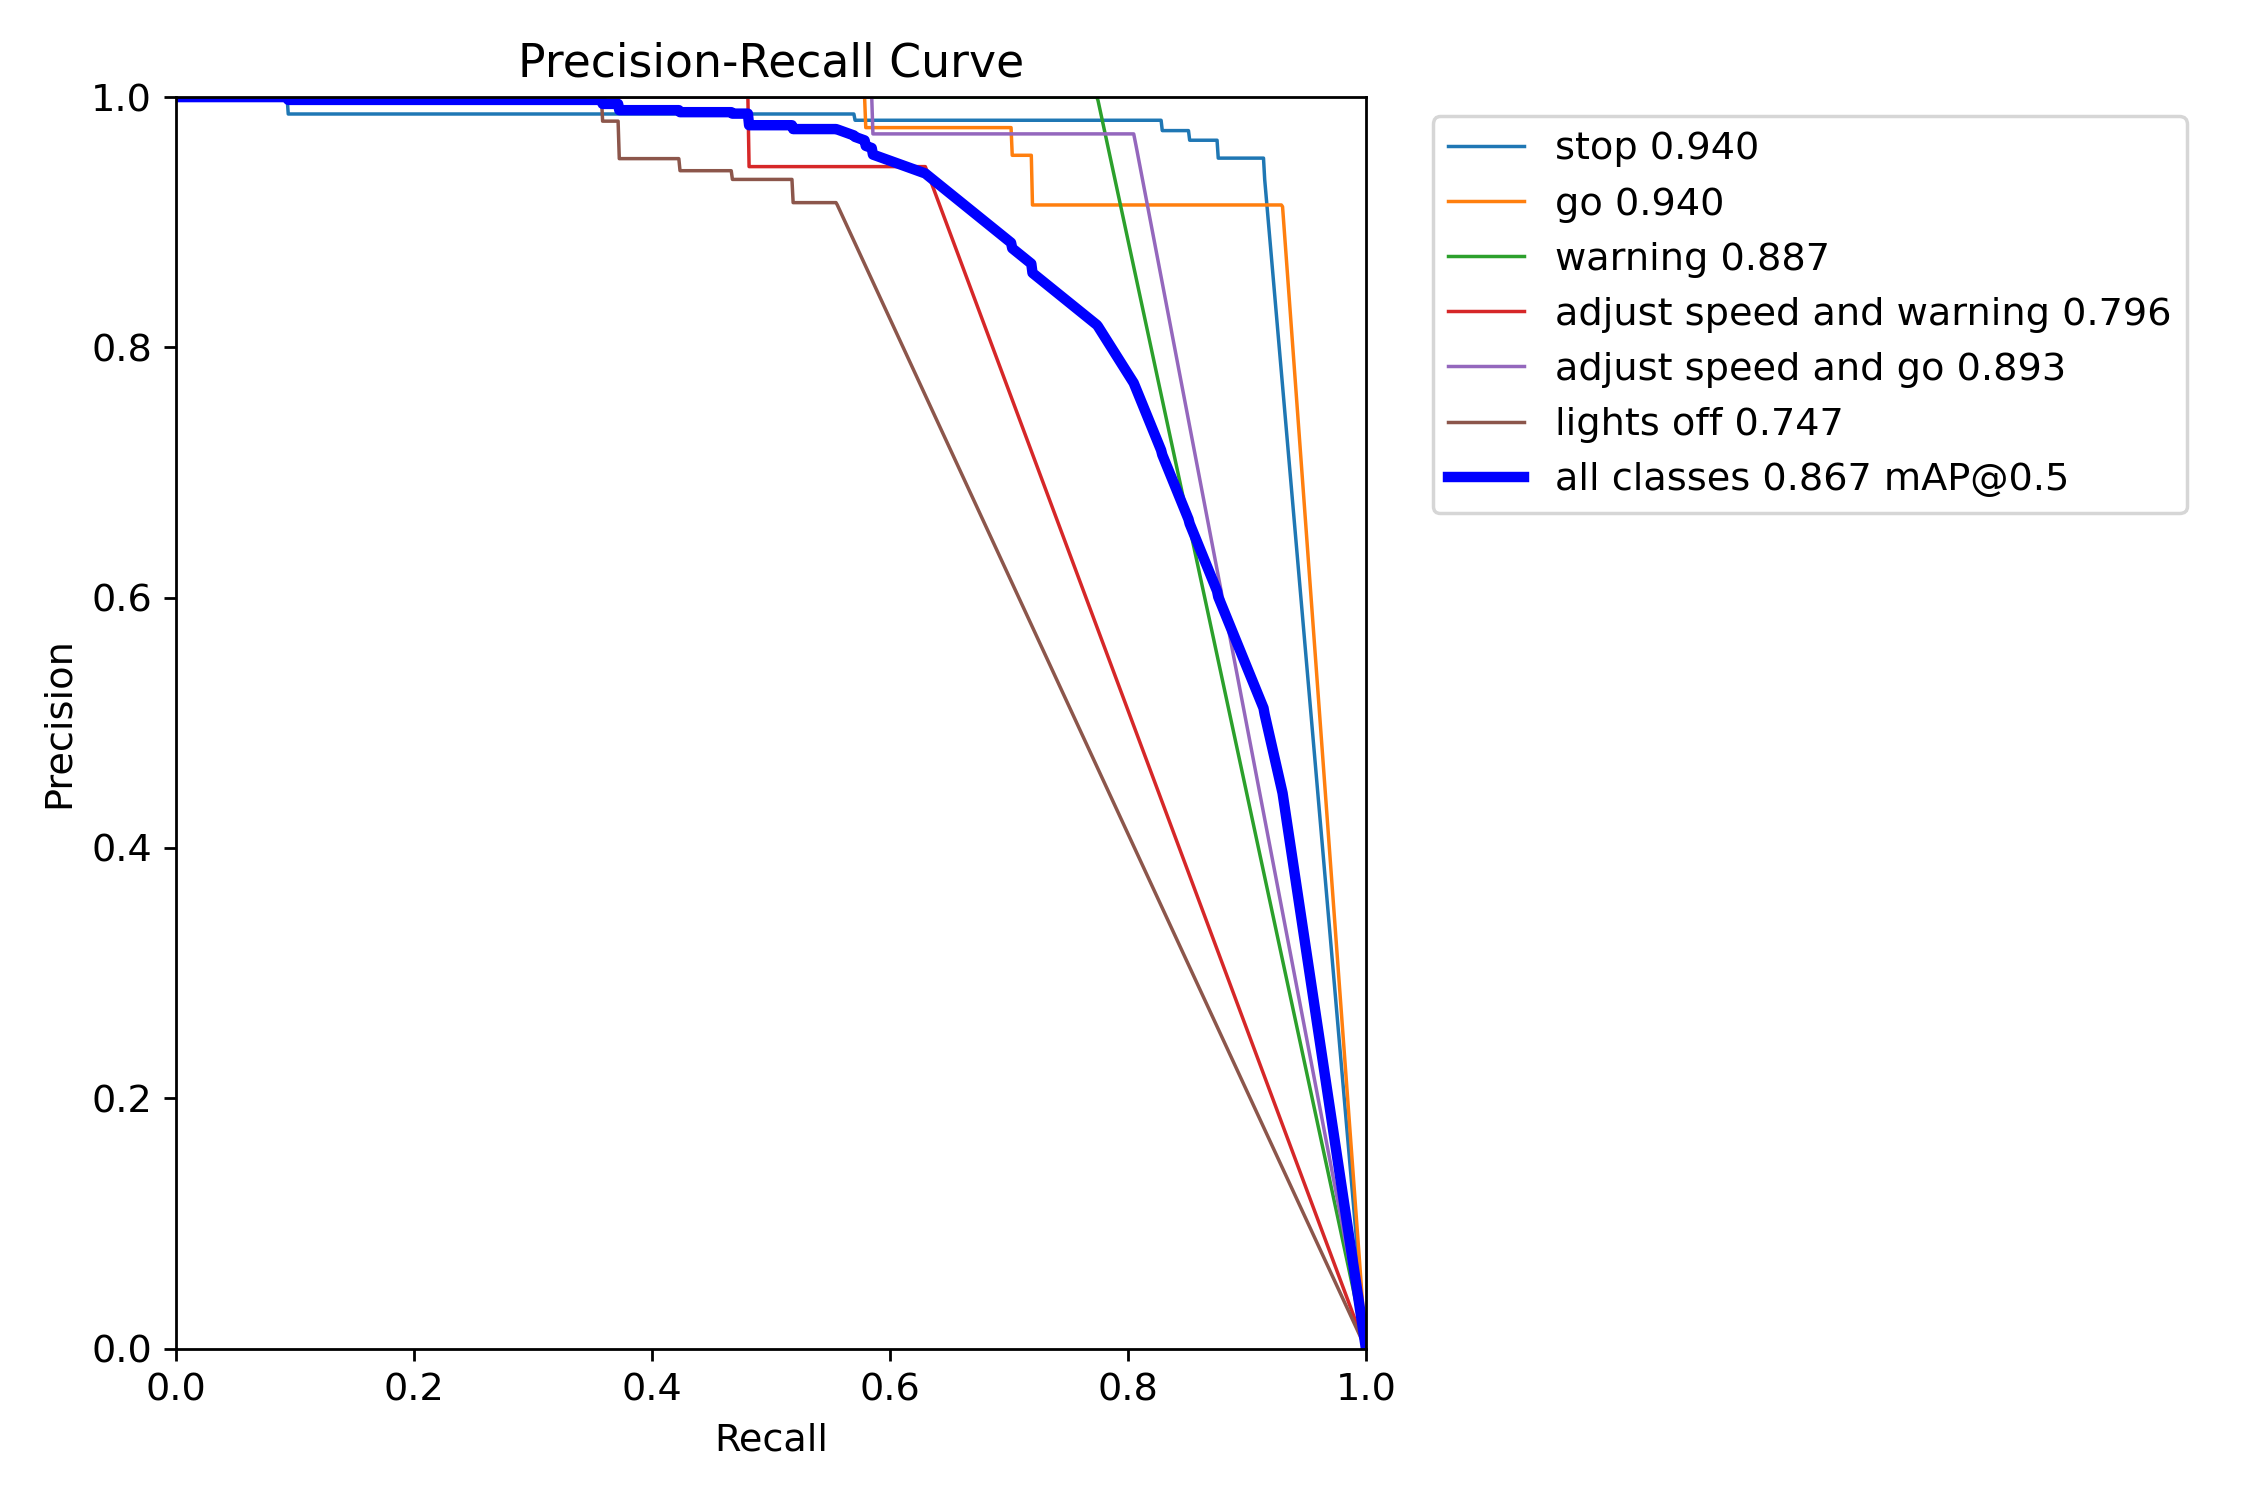 Precision-Recall Curve
1.0
0.8
0.6
0.4
0.2
0.0
Precision
0.0 0.2 0.4 0.6 0.8 1.0
Recall
stop 0.940
go 0.940
warning 0.887
adjust speed and warning 0.796
adjust speed and go 0.893
lights off 0.747
all classes 0.867 mAP@0.5